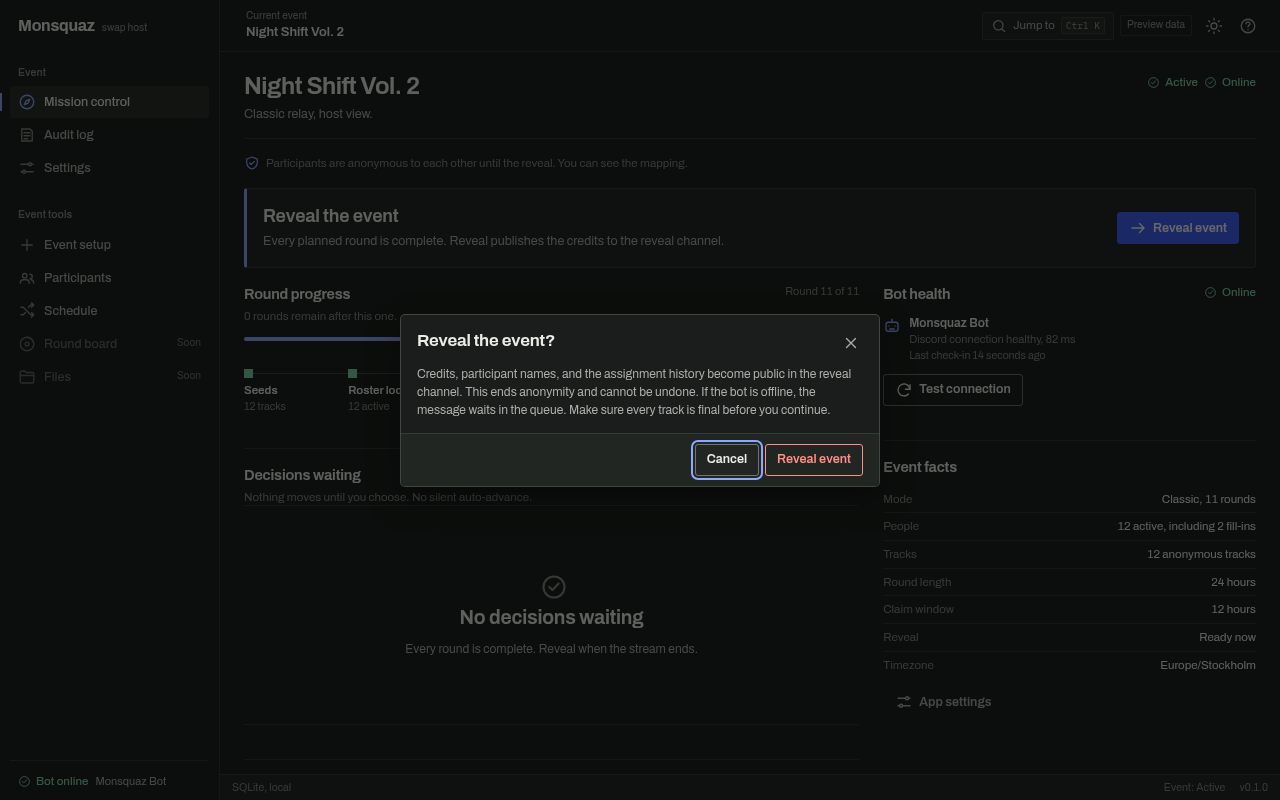 Monsquaz swap host
Event
Mission control
Audit log
Settings
Event tools
Event setup
Participants
Schedule
Round board Soon
Files Soon
Bot online Monsquaz Bot
Current event
Night Shift Vol. 2
Jump to Ctrl K
Preview data
Night Shift Vol. 2
Classic relay, host view.
Active Online
Participants are anonymous to each other until the reveal. You can see the mapping.
Reveal the event
Every planned round is complete. Reveal publishes the credits to the reveal channel.
Reveal event
Round progress
Round 11 of 11
0 rounds remain after this one.
Seeds
12 tracks
Roster loc
12 active
Decisions waiting
Nothing moves until you choose. No silent auto-advance.
No decisions waiting
Every round is complete. Reveal when the stream ends.
Reveal the event?
Credits, participant names, and the assignment history become public in the reveal
channel. This ends anonymity and cannot be undone. If the bot is offline, the
message waits in the queue. Make sure every track is final before you continue.
Cancel
Reveal event
Bot health
Online
Monsquaz Bot
Discord connection healthy, 82 ms
Last check-in 14 seconds ago
Test connection
Event facts
Mode Classic, 11 rounds
People 12 active, including 2 fill-ins
Tracks 12 anonymous tracks
Round length 24 hours
Claim window 12 hours
Reveal Ready now
Timezone Europe/Stockholm
App settings
SQLite, local
Event: Active v0.1.0